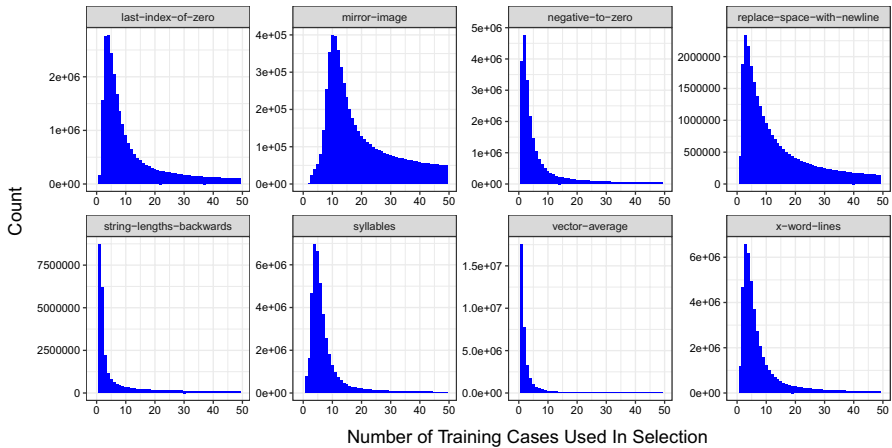 last−index−of−zero
mirror−image
negative−to−zero
replace−space−with−newline
2e+06
1e+06
0e+00
4e+05
3e+05
2e+05
1e+05
0e+00
6e+06
5e+06
4e+06
3e+06
2e+06
1e+06
0e+00
2000000
1500000
1000000
500000
0
0 10 20 30 40 50
0 10 20 30 40 50
0 10 20 30 40 50
0 10 20 30 40 50
Count
string−lengths−backwards
syllables
vector−average
x−word−lines
7500000
5000000
2500000
0
6e+06
4e+06
2e+06
0e+00
1.5e+07
1.0e+07
5.0e+06
0.0e+00
6e+06
4e+06
2e+06
0e+00
0 10 20 30 40 50
0 10 20 30 40 50
0 10 20 30 40 50
0 10 20 30 40 50
Number of Training Cases Used In Selection